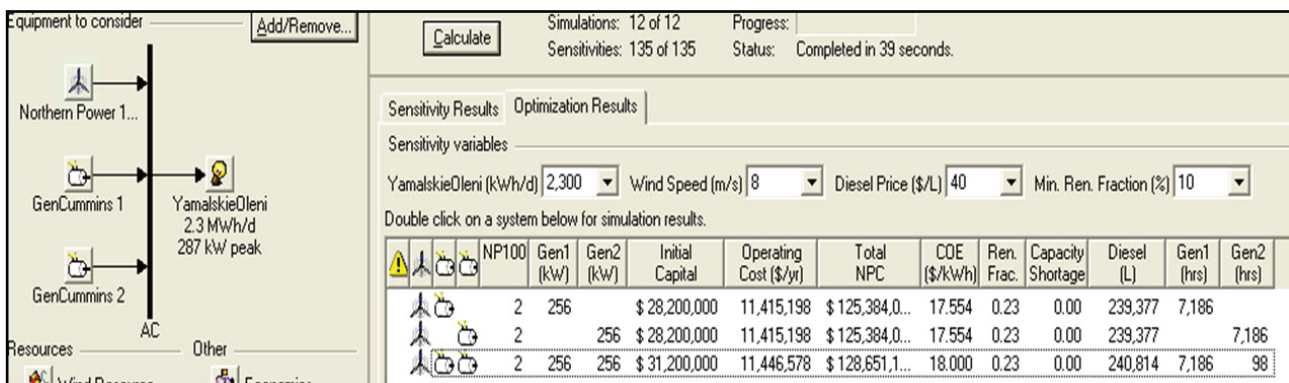 Equipment to consider Add/Remove...
Northern Power 1...
GenCummins 1
YamalskieOleni
2.3 MWh/d
287 kW peak
GenCummins 2
AC
Resources Other
Wind Resource Economics
Calculate
Simulations: 12 of 12 Progress:
Sensitivities: 135 of 135 Status: Completed in 39 seconds.
Sensitivity Results Optimization Results
Sensitivity variables
YamalskieOleni (kWh/d) 2,300 Wind Speed (m/s) 8 Diesel Price ($/L) 40 Min. Ren. Fraction (%) 10
Double click on a system below for simulation results.
NP100 Gen1 (kW) Gen2 (kW) Initial Capital Operating Cost ($/yr) Total NPC COE ($/kWh) Ren. Frac. Capacity Shortage Diesel (L) Gen1 (hrs) Gen2 (hrs)
2 256 $ 28,200,000 11,415,198 $ 125,384,0... 17.554 0.23 0.00 239,377 7,186
2 256 $ 28,200,000 11,415,198 $ 125,384,0... 17.554 0.23 0.00 239,377 7,186
2 256 256 $ 31,200,000 11,446,578 $ 128,651,1... 18.000 0.23 0.00 240,814 7,186 98